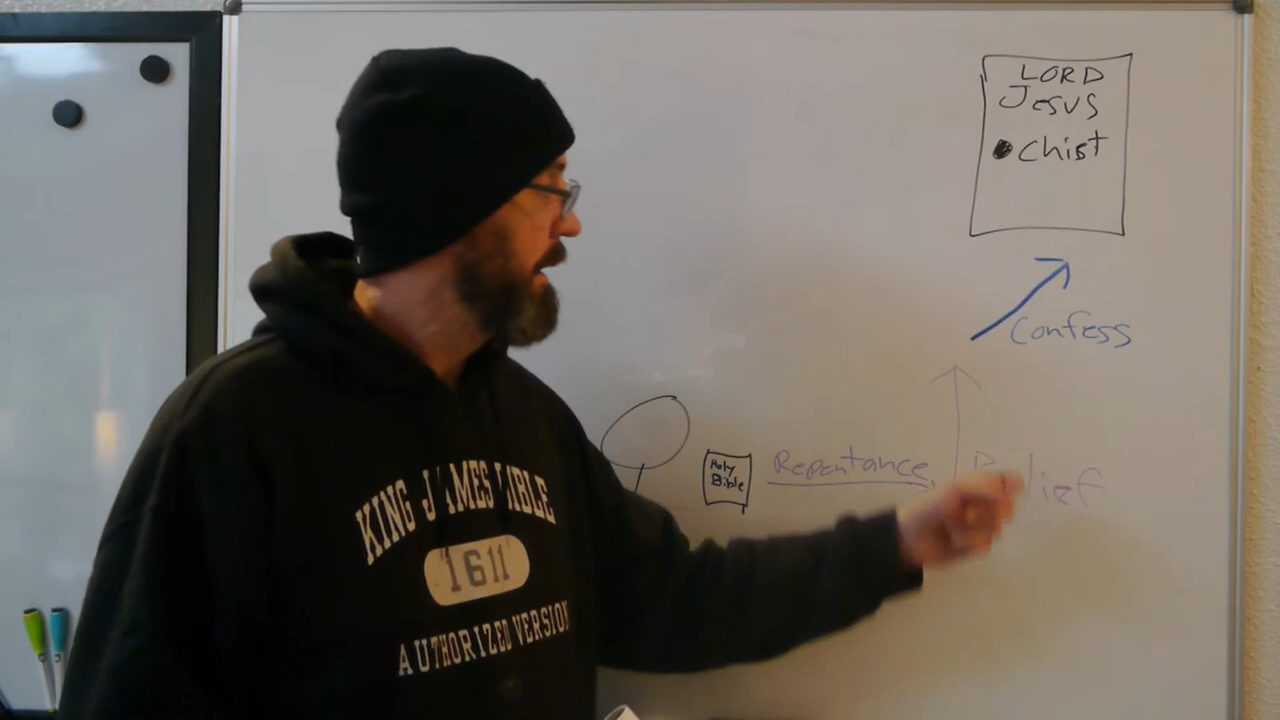 LORD
JESUS
Chist
Confess
Holy
Bible
Repentance
KING JAMES BIBLE
1611
AUTHORIZED VERSION